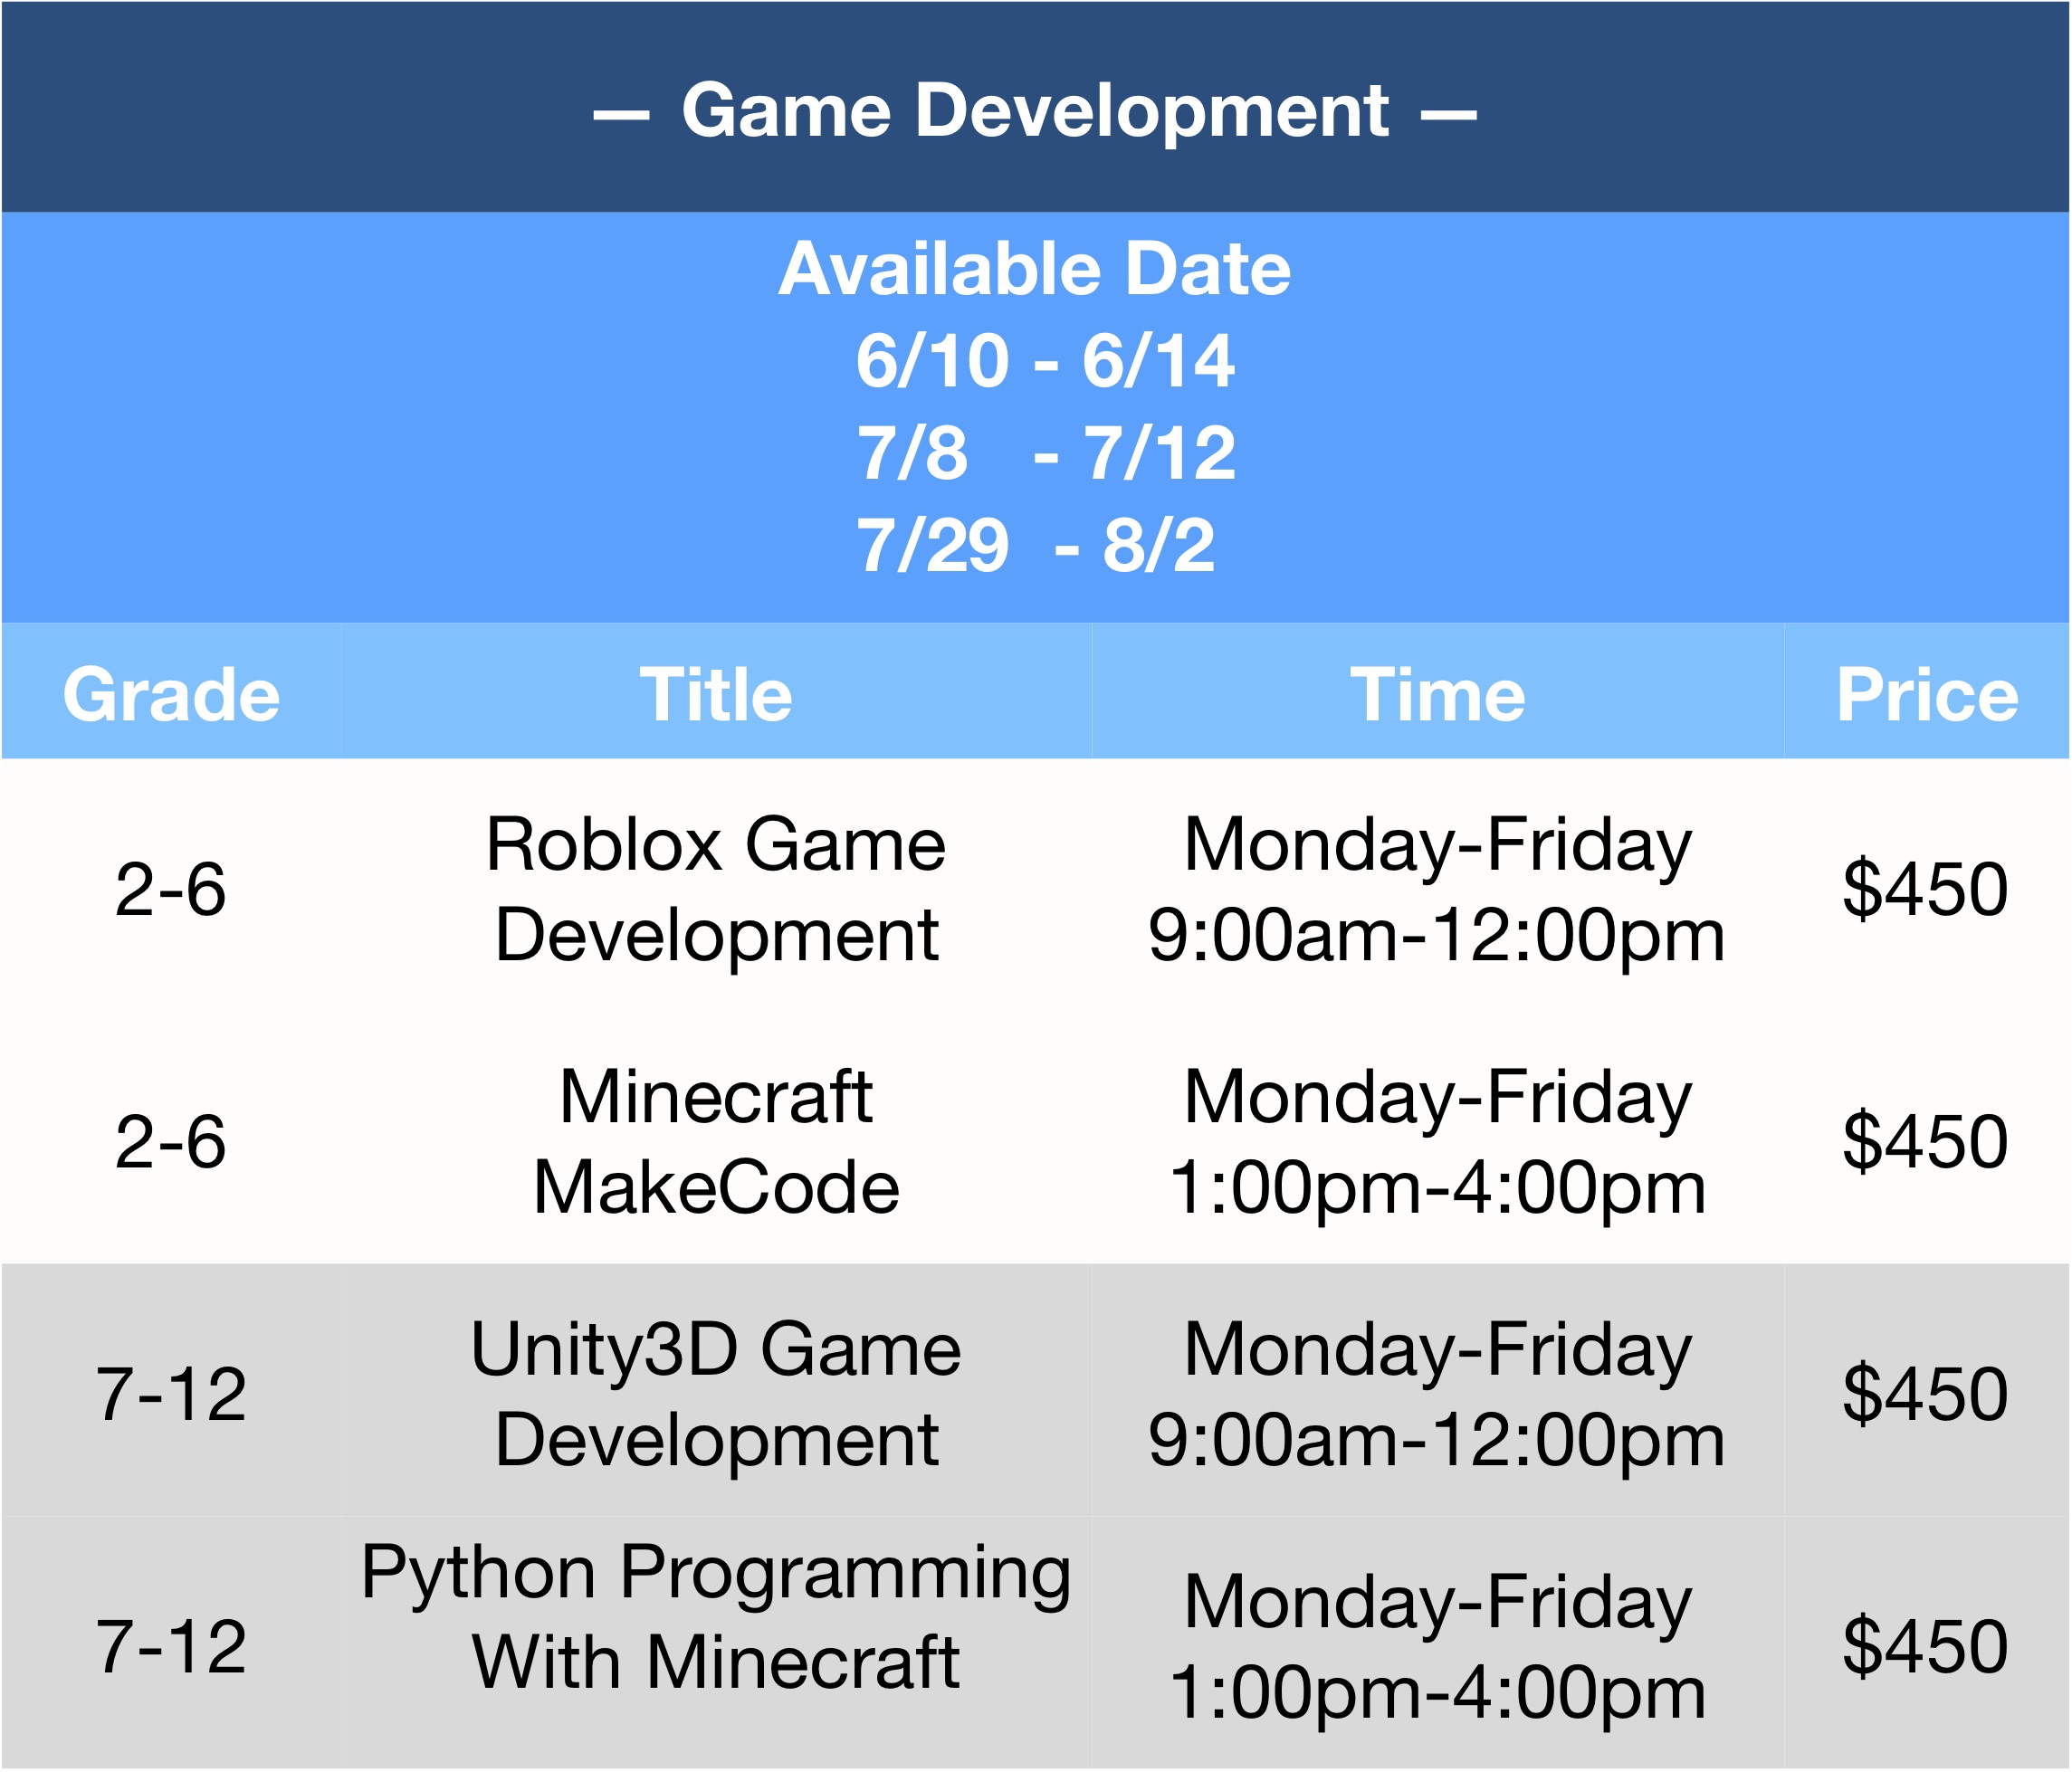 — Game Development —
Available Date
6/10 - 6/14
7/8 - 7/12
7/29 - 8/2
Grade Title Time Price
2-6 Roblox Game Development Monday-Friday 9:00am-12:00pm $450
2-6 Minecraft MakeCode Monday-Friday 1:00pm-4:00pm $450
7-12 Unity3D Game Development Monday-Friday 9:00am-12:00pm $450
7-12 Python Programming With Minecraft Monday-Friday 1:00pm-4:00pm $450